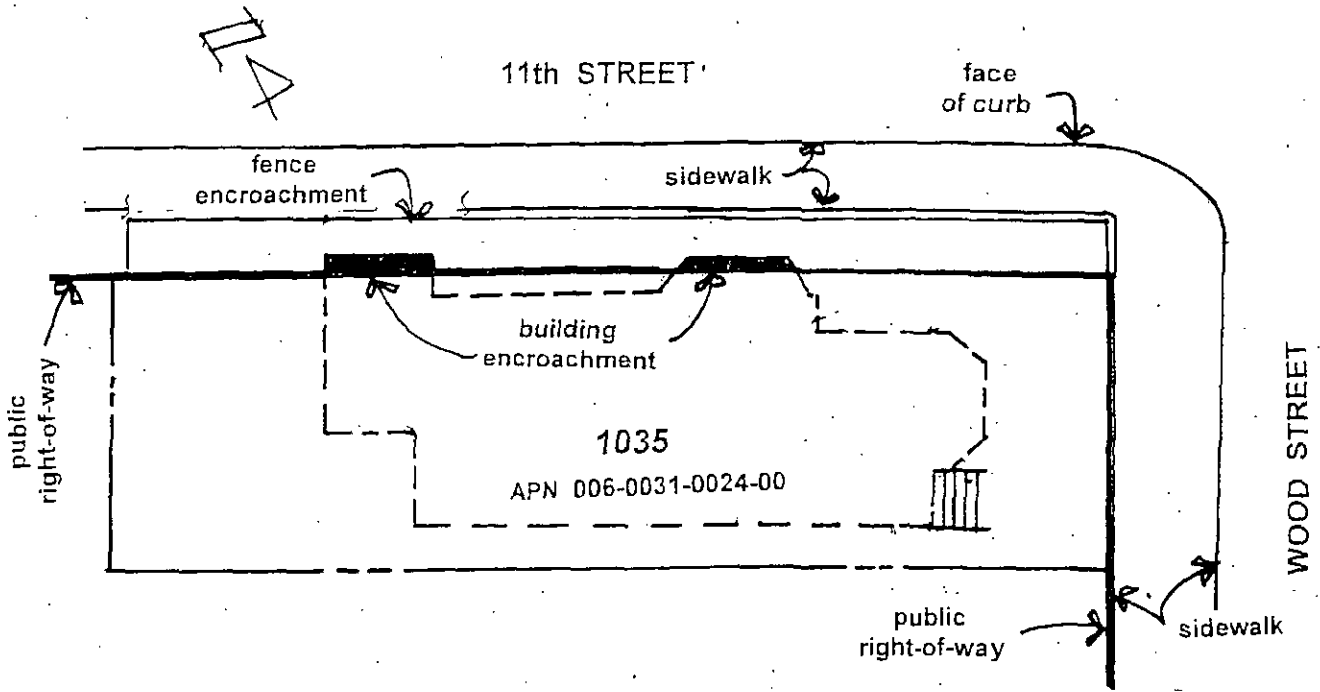 11th STREET
face
of curb
fence
encroachment
sidewalk
building
encroachment
public
right-of-way
1035
APN 006-0031-0024-00
WOOD STREET
public
right-of-way
sidewalk